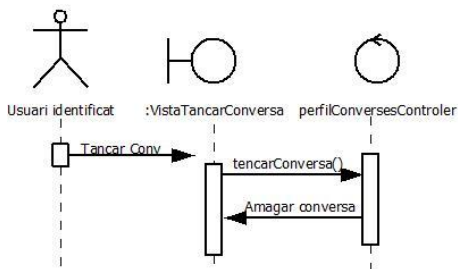 Usuari identificat
:VistaTancarConversa
perfilConversesControler
Tancar Conv
tencarConversa()
Amagar conversa